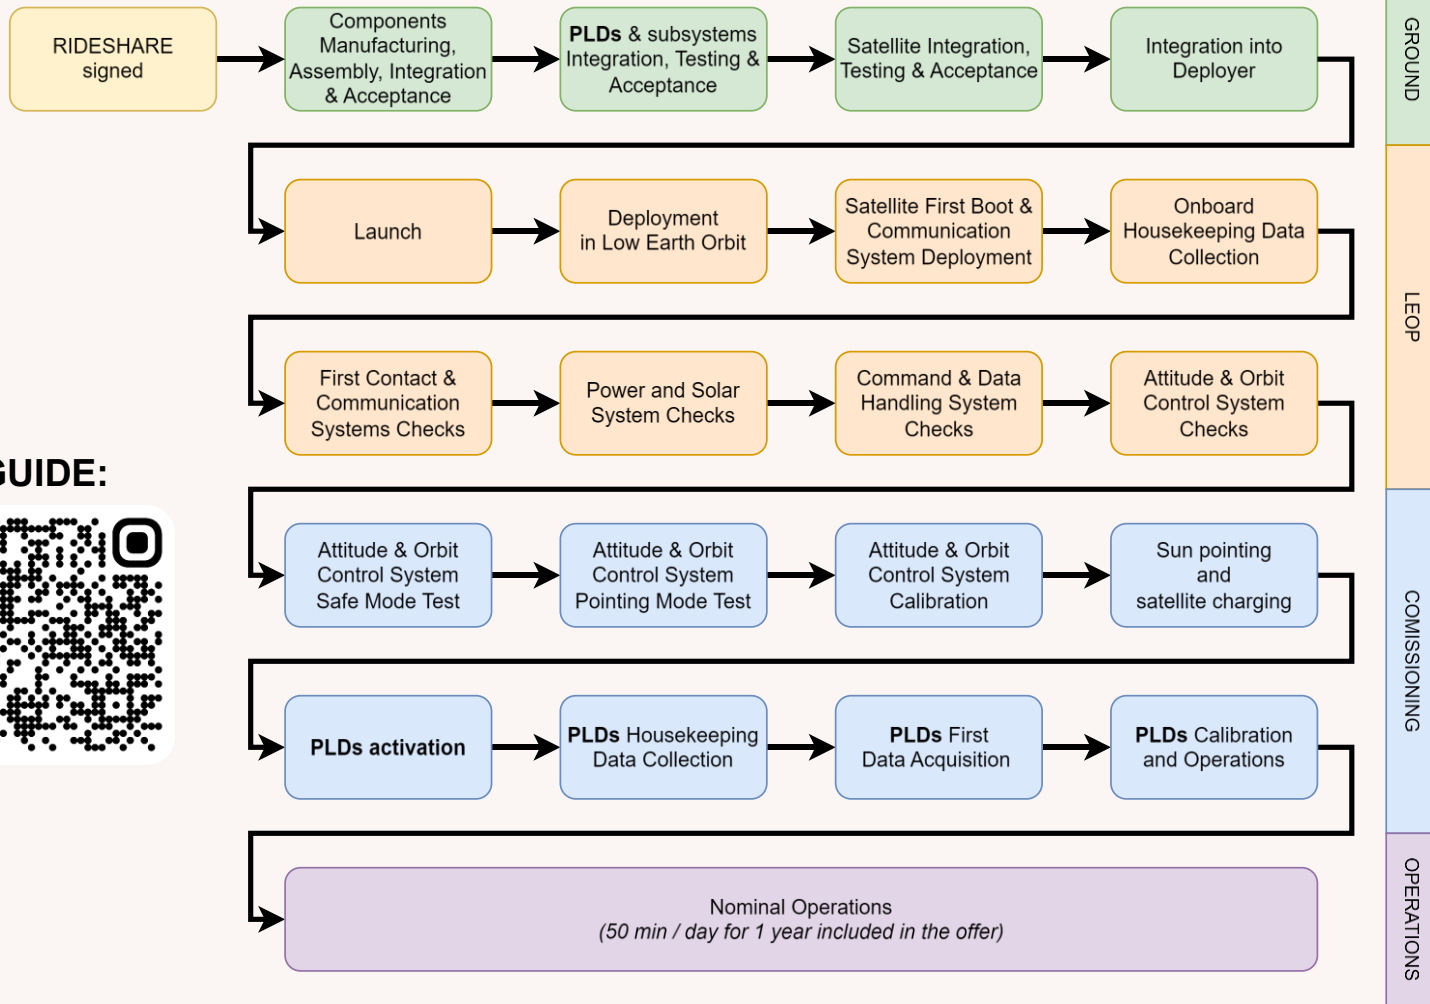 RIDESHARE
signed
Components
Manufacturing,
Assembly, Integration
& Acceptance
PLDs & subsystems
Integration, Testing &
Acceptance
Satellite Integration,
Testing & Acceptance
Integration into
Deployer
GROUND
Launch
Deployment
in Low Earth Orbit
Satellite First Boot &
Communication
System Deployment
Onboard
Housekeeping Data
Collection
LEOP
First Contact &
Communication
Systems Checks
Power and Solar
System Checks
Command & Data
Handling System
Checks
Attitude & Orbit
Control System
Checks
GUIDE:
Attitude & Orbit
Control System
Safe Mode Test
Attitude & Orbit
Control System
Pointing Mode Test
Attitude & Orbit
Control System
Calibration
Sun pointing
and
satellite charging
COMISSIONING
PLDs activation
PLDs Housekeeping
Data Collection
PLDs First
Data Acquisition
PLDs Calibration
and Operations
Nominal Operations
(50 min / day for 1 year included in the offer)
OPERATIONS